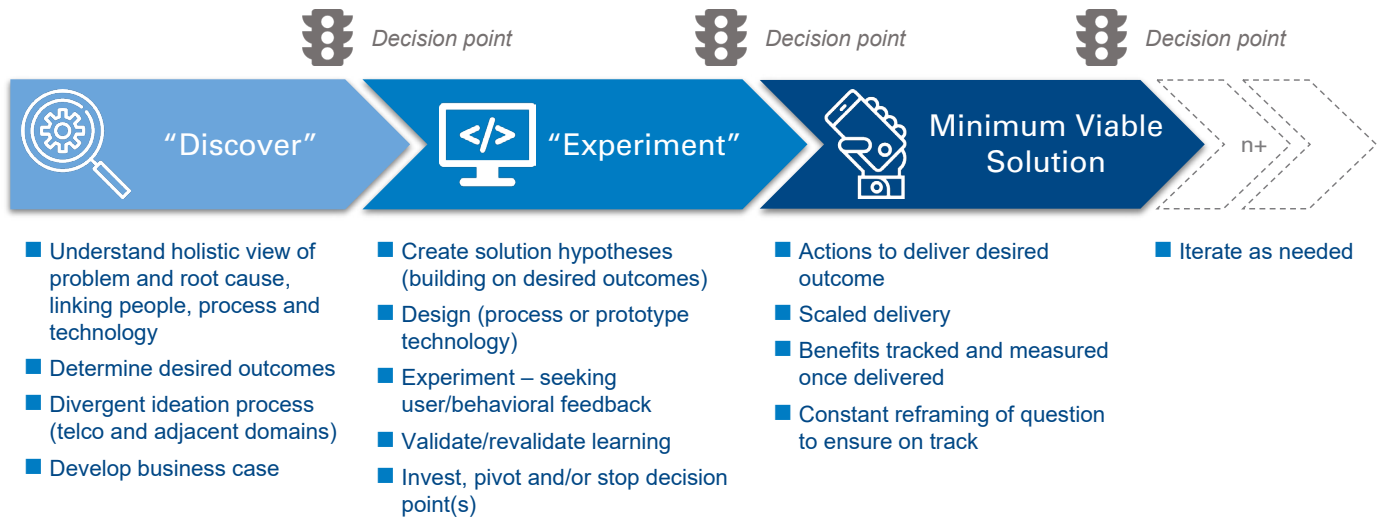 Decision point
Decision point
Decision point
“Discover”
</>
“Experiment”
Minimum Viable
Solution
n+
Understand holistic view of
problem and root cause,
linking people, process and
technology
Determine desired outcomes
Divergent ideation process
(telco and adjacent domains)
Develop business case
Create solution hypotheses
(building on desired outcomes)
Design (process or prototype
technology)
Experiment – seeking
user/behavioral feedback
Validate/revalidate learning
Invest, pivot and/or stop decision
point(s)
Actions to deliver desired
outcome
Scaled delivery
Benefits tracked and measured
once delivered
Constant reframing of question
to ensure on track
Iterate as needed